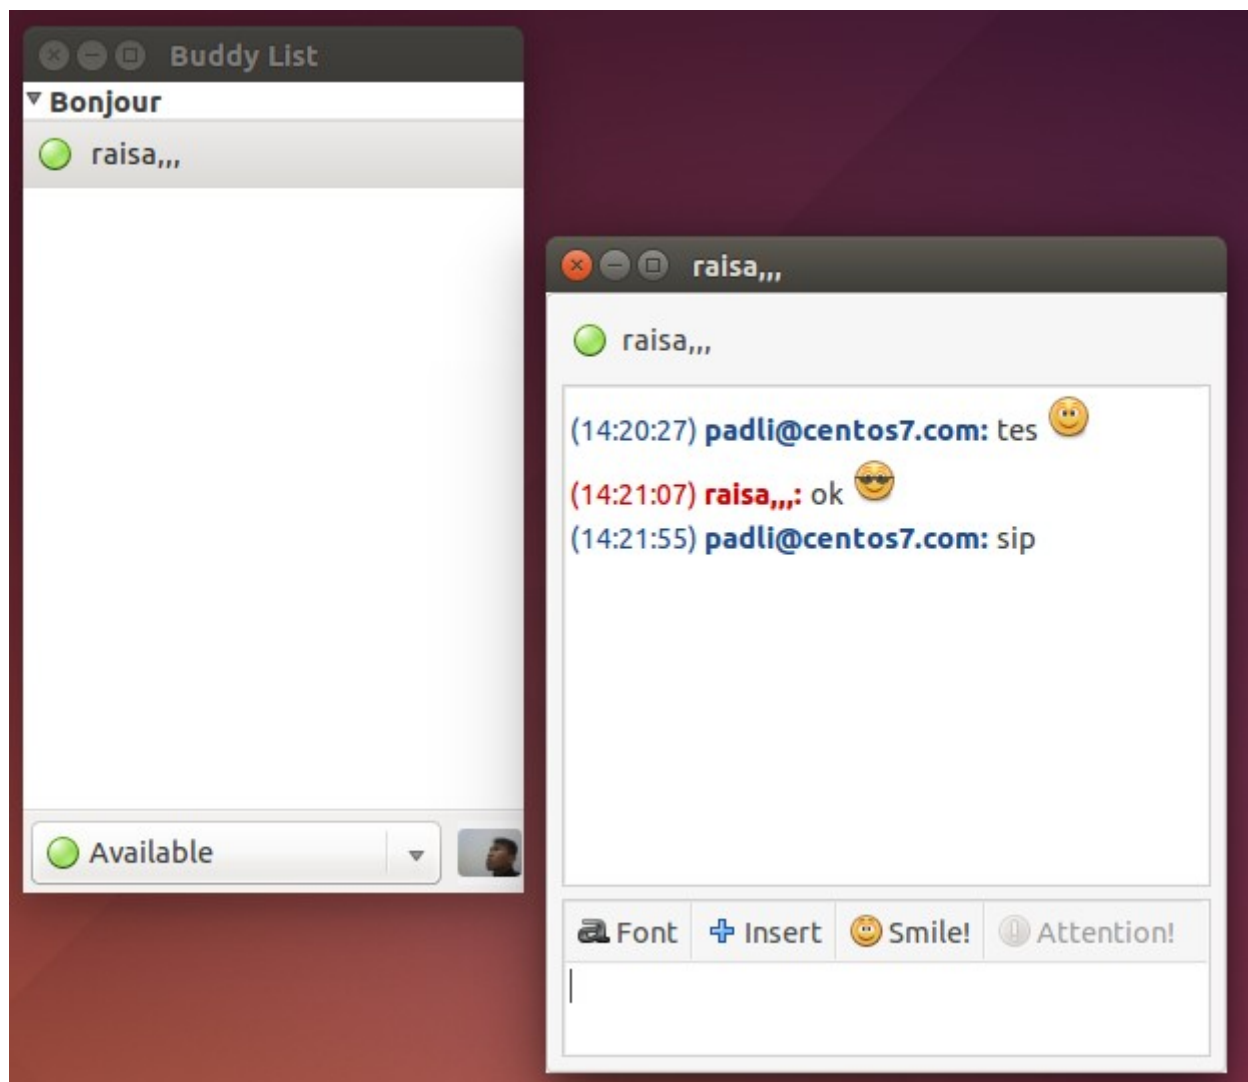 Buddy List
Bonjour
raisa,,,
Available
raisa,,,
raisa,,,
(14:20:27) padli@centos7.com: tes
(14:21:07) raisa,,,: ok
(14:21:55) padli@centos7.com: sip
Font Insert Smile! Attention!